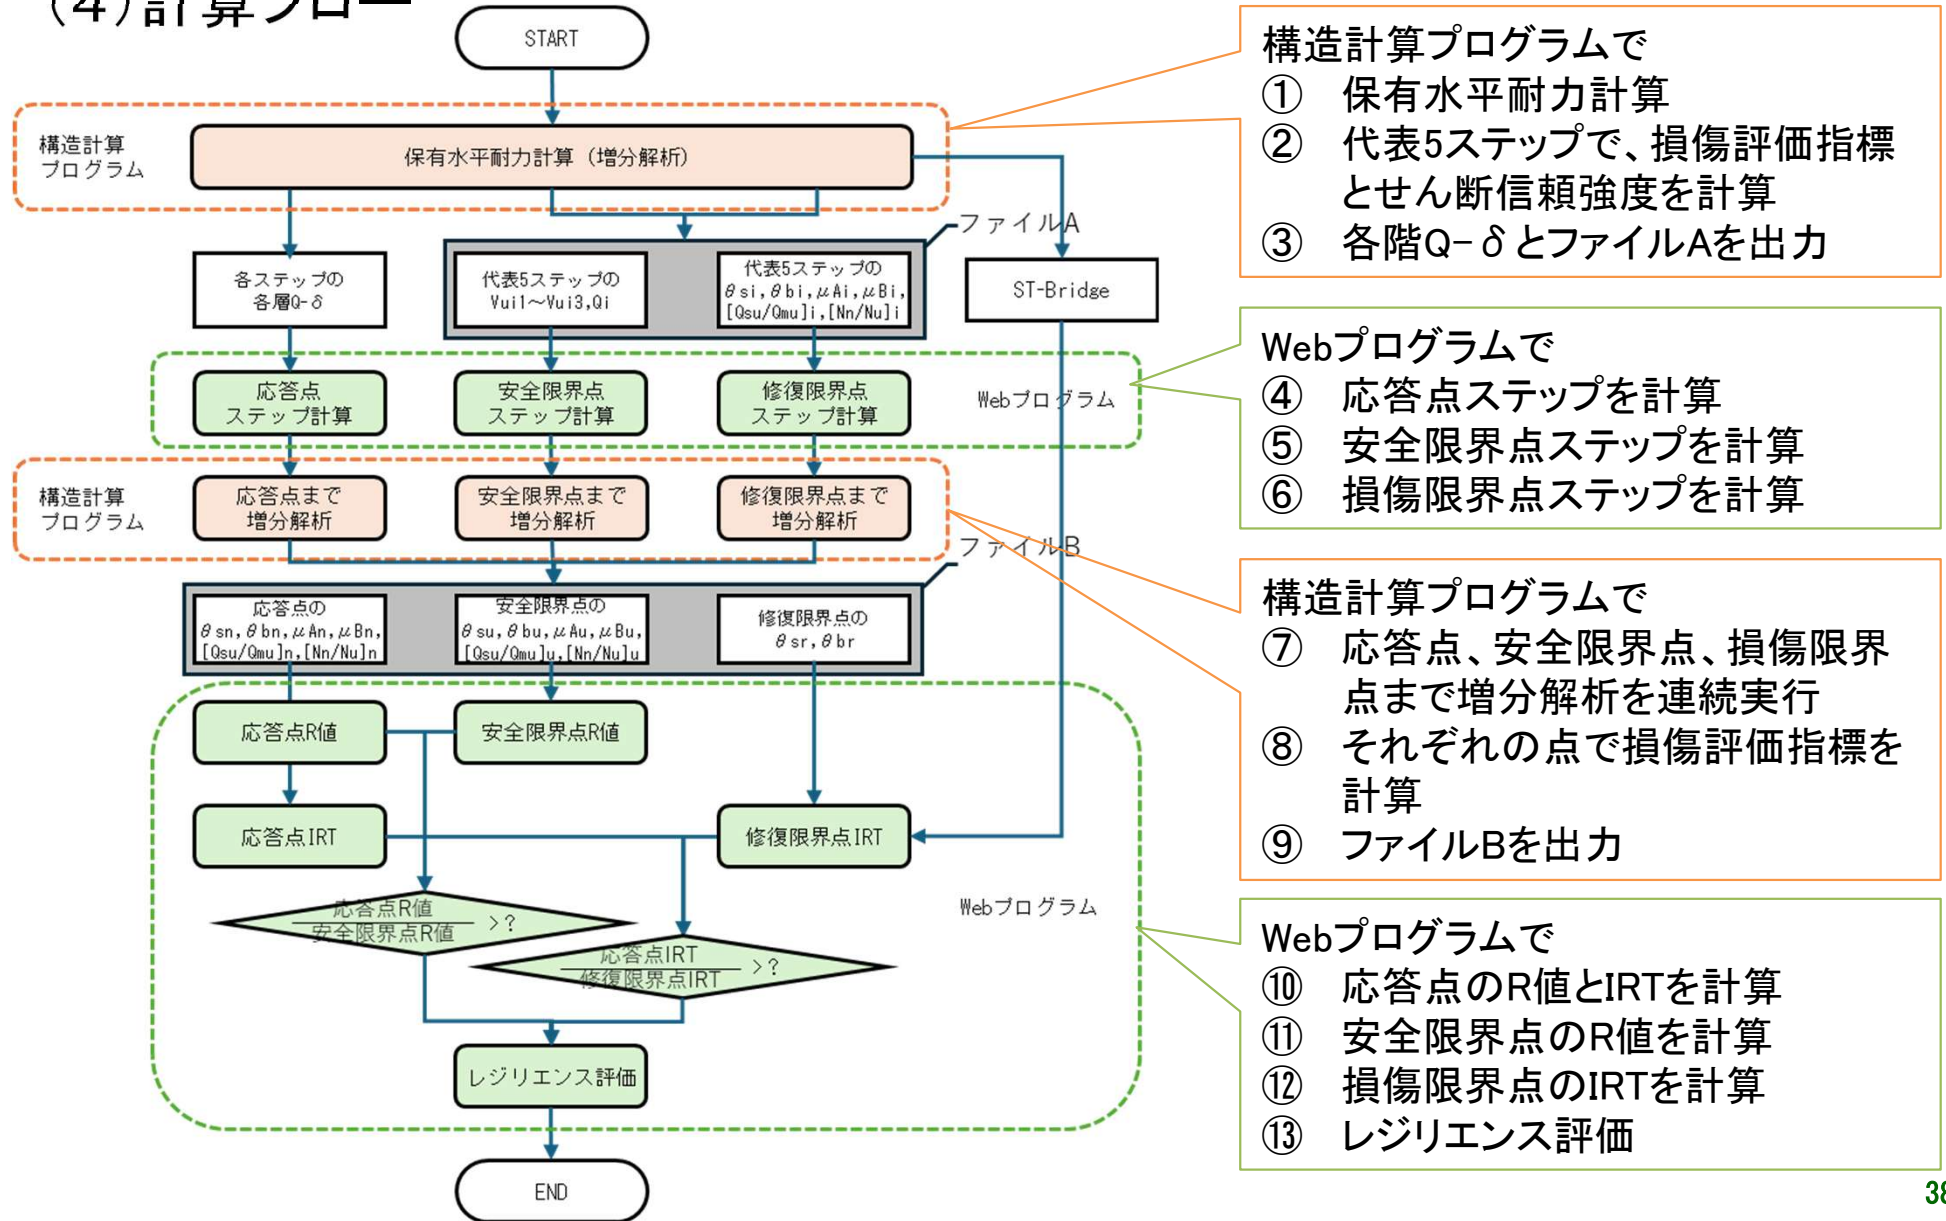 (4)計算フロー
START
構造計算
プログラム
保有水平耐力計算（増分解析）
ファイルA
各ステップの
各層Q-δ
代表5ステップの
Vui1～Vui3,Qi
代表5ステップの
θsi,θbi,μAi,μBi,
[Qsu/Qmu]i,[Nn/Nu]i
ST-Bridge
応答点
ステップ計算
安全限界点
ステップ計算
修復限界点
ステップ計算
Webプログラム
構造計算
プログラム
応答点まで
増分解析
安全限界点まで
増分解析
修復限界点まで
増分解析
ファイルB
応答点の
θsn,θbn,μAn,μBn,
[Qsu/Qmu]n,[Nn/Nu]n
安全限界点の
θsu,θbu,μAu,μBu,
[Qsu/Qmu]u,[Nn/Nu]u
修復限界点の
θsr,θbr
応答点R値
安全限界点R値
応答点IRT
修復限界点IRT
応答点R値
安全限界点R値
>?
応答点IRT
修復限界点IRT
>?
Webプログラム
レジリエンス評価
END
構造計算プログラムで
① 保有水平耐力計算
② 代表5ステップで、損傷評価指標
とせん断信頼強度を計算
③ 各階Q-δとファイルAを出力
Webプログラムで
④ 応答点ステップを計算
⑤ 安全限界点ステップを計算
⑥ 損傷限界点ステップを計算
構造計算プログラムで
⑦ 応答点、安全限界点、損傷限界
点まで増分解析を連続実行
⑧ それぞれの点で損傷評価指標を
計算
⑨ ファイルBを出力
Webプログラムで
⑩ 応答点のR値とIRTを計算
⑪ 安全限界点のR値を計算
⑫ 損傷限界点のIRTを計算
⑬ レジリエンス評価
38